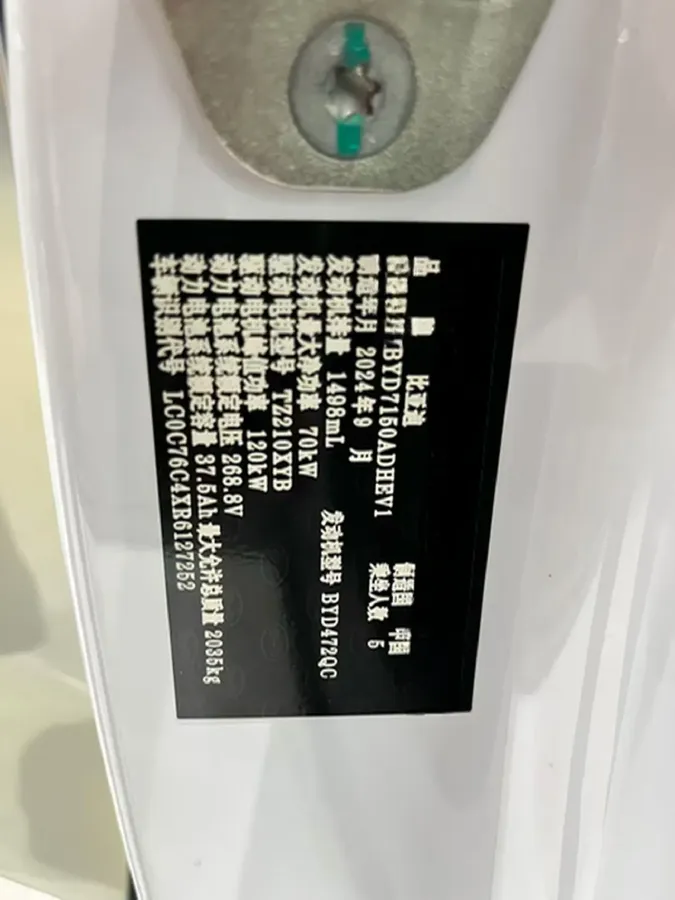 品牌 比亚迪 制造国 中国
整车型号 BYD7150ADHEV1 乘坐人数 5
制造年月 2024年9月
发动机排量 1498mL 发动机型号 BYD472QC
发动机最大净功率 70kW
驱动电机型号 TZ210XYB
驱动电机峰值功率 120kW
动力电池系统额定电压 268.8V
动力电池系统额定容量 37.5Ah 最大允许总质量 2035kg
车辆识别代号 LC0C76C4XR6127252